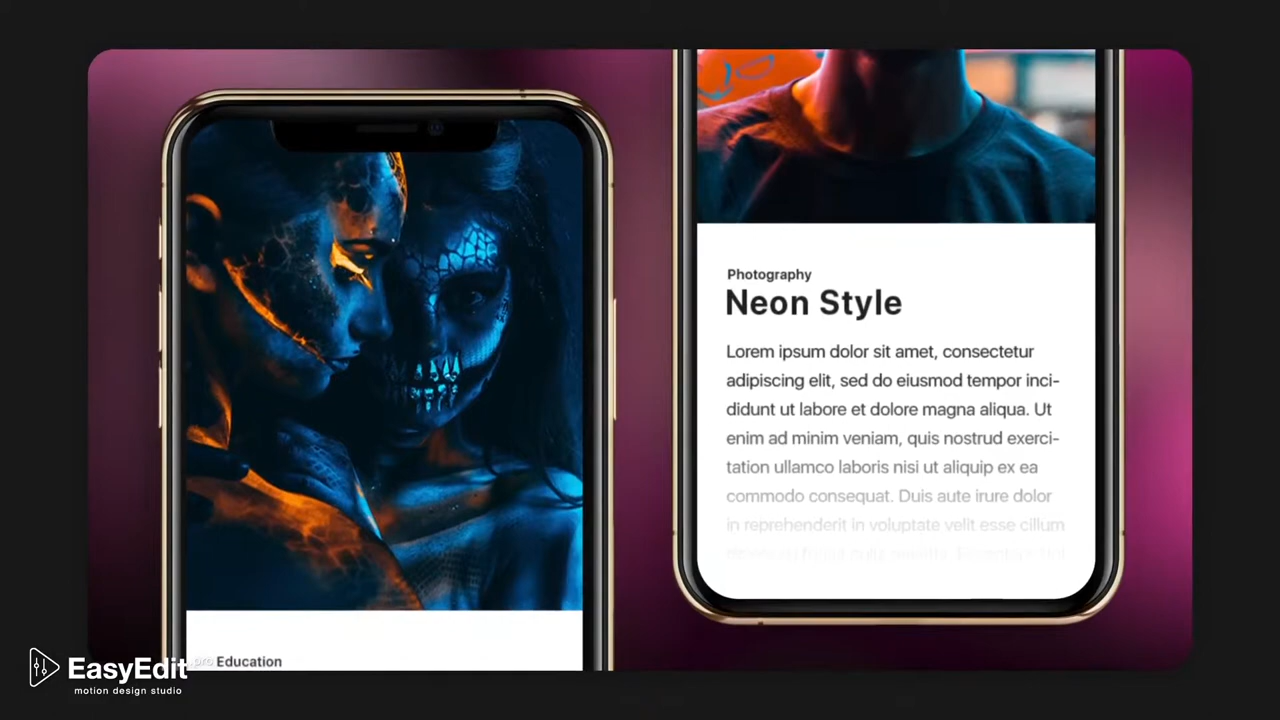 Photography
Neon Style
Lorem ipsum dolor sit amet, consectetur
adipiscing elit, sed do eiusmod tempor inci-
didunt ut labore et dolore magna aliqua. Ut
enim ad minim veniam, quis nostrud exerci-
tation ullamco laboris nisi ut aliquip ex ea
commodo consequat. Duis aute irure dolor
in reprehenderit in voluptate velit esse cillum
Education
EasyEdit.pro
motion design studio